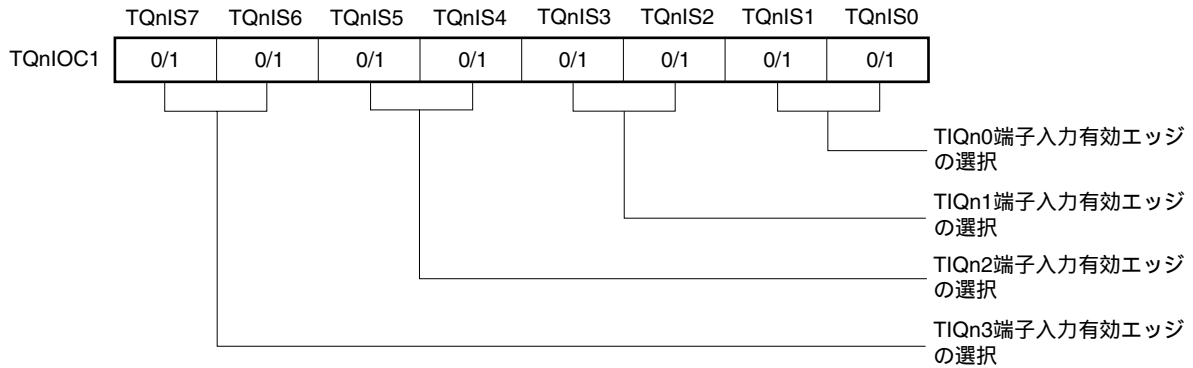 TQnIS7 TQnIS6 TQnIS5 TQnIS4 TQnIS3 TQnIS2 TQnIS1 TQnIS0
TQnIOC1 0/1 0/1 0/1 0/1 0/1 0/1 0/1 0/1
TIQn0端子入力有効エッジ
の選択
TIQn1端子入力有効エッジ
の選択
TIQn2端子入力有効エッジ
の選択
TIQn3端子入力有効エッジ
の選択